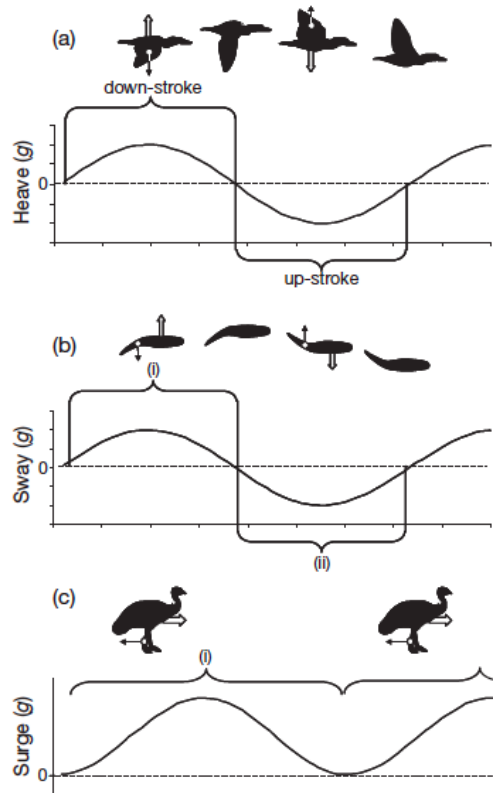 (a)
down-stroke
Heave (g)
0
up-stroke
(b)
(i)
Sway (g)
0
(ii)
(c)
(i)
Surge (g)
0